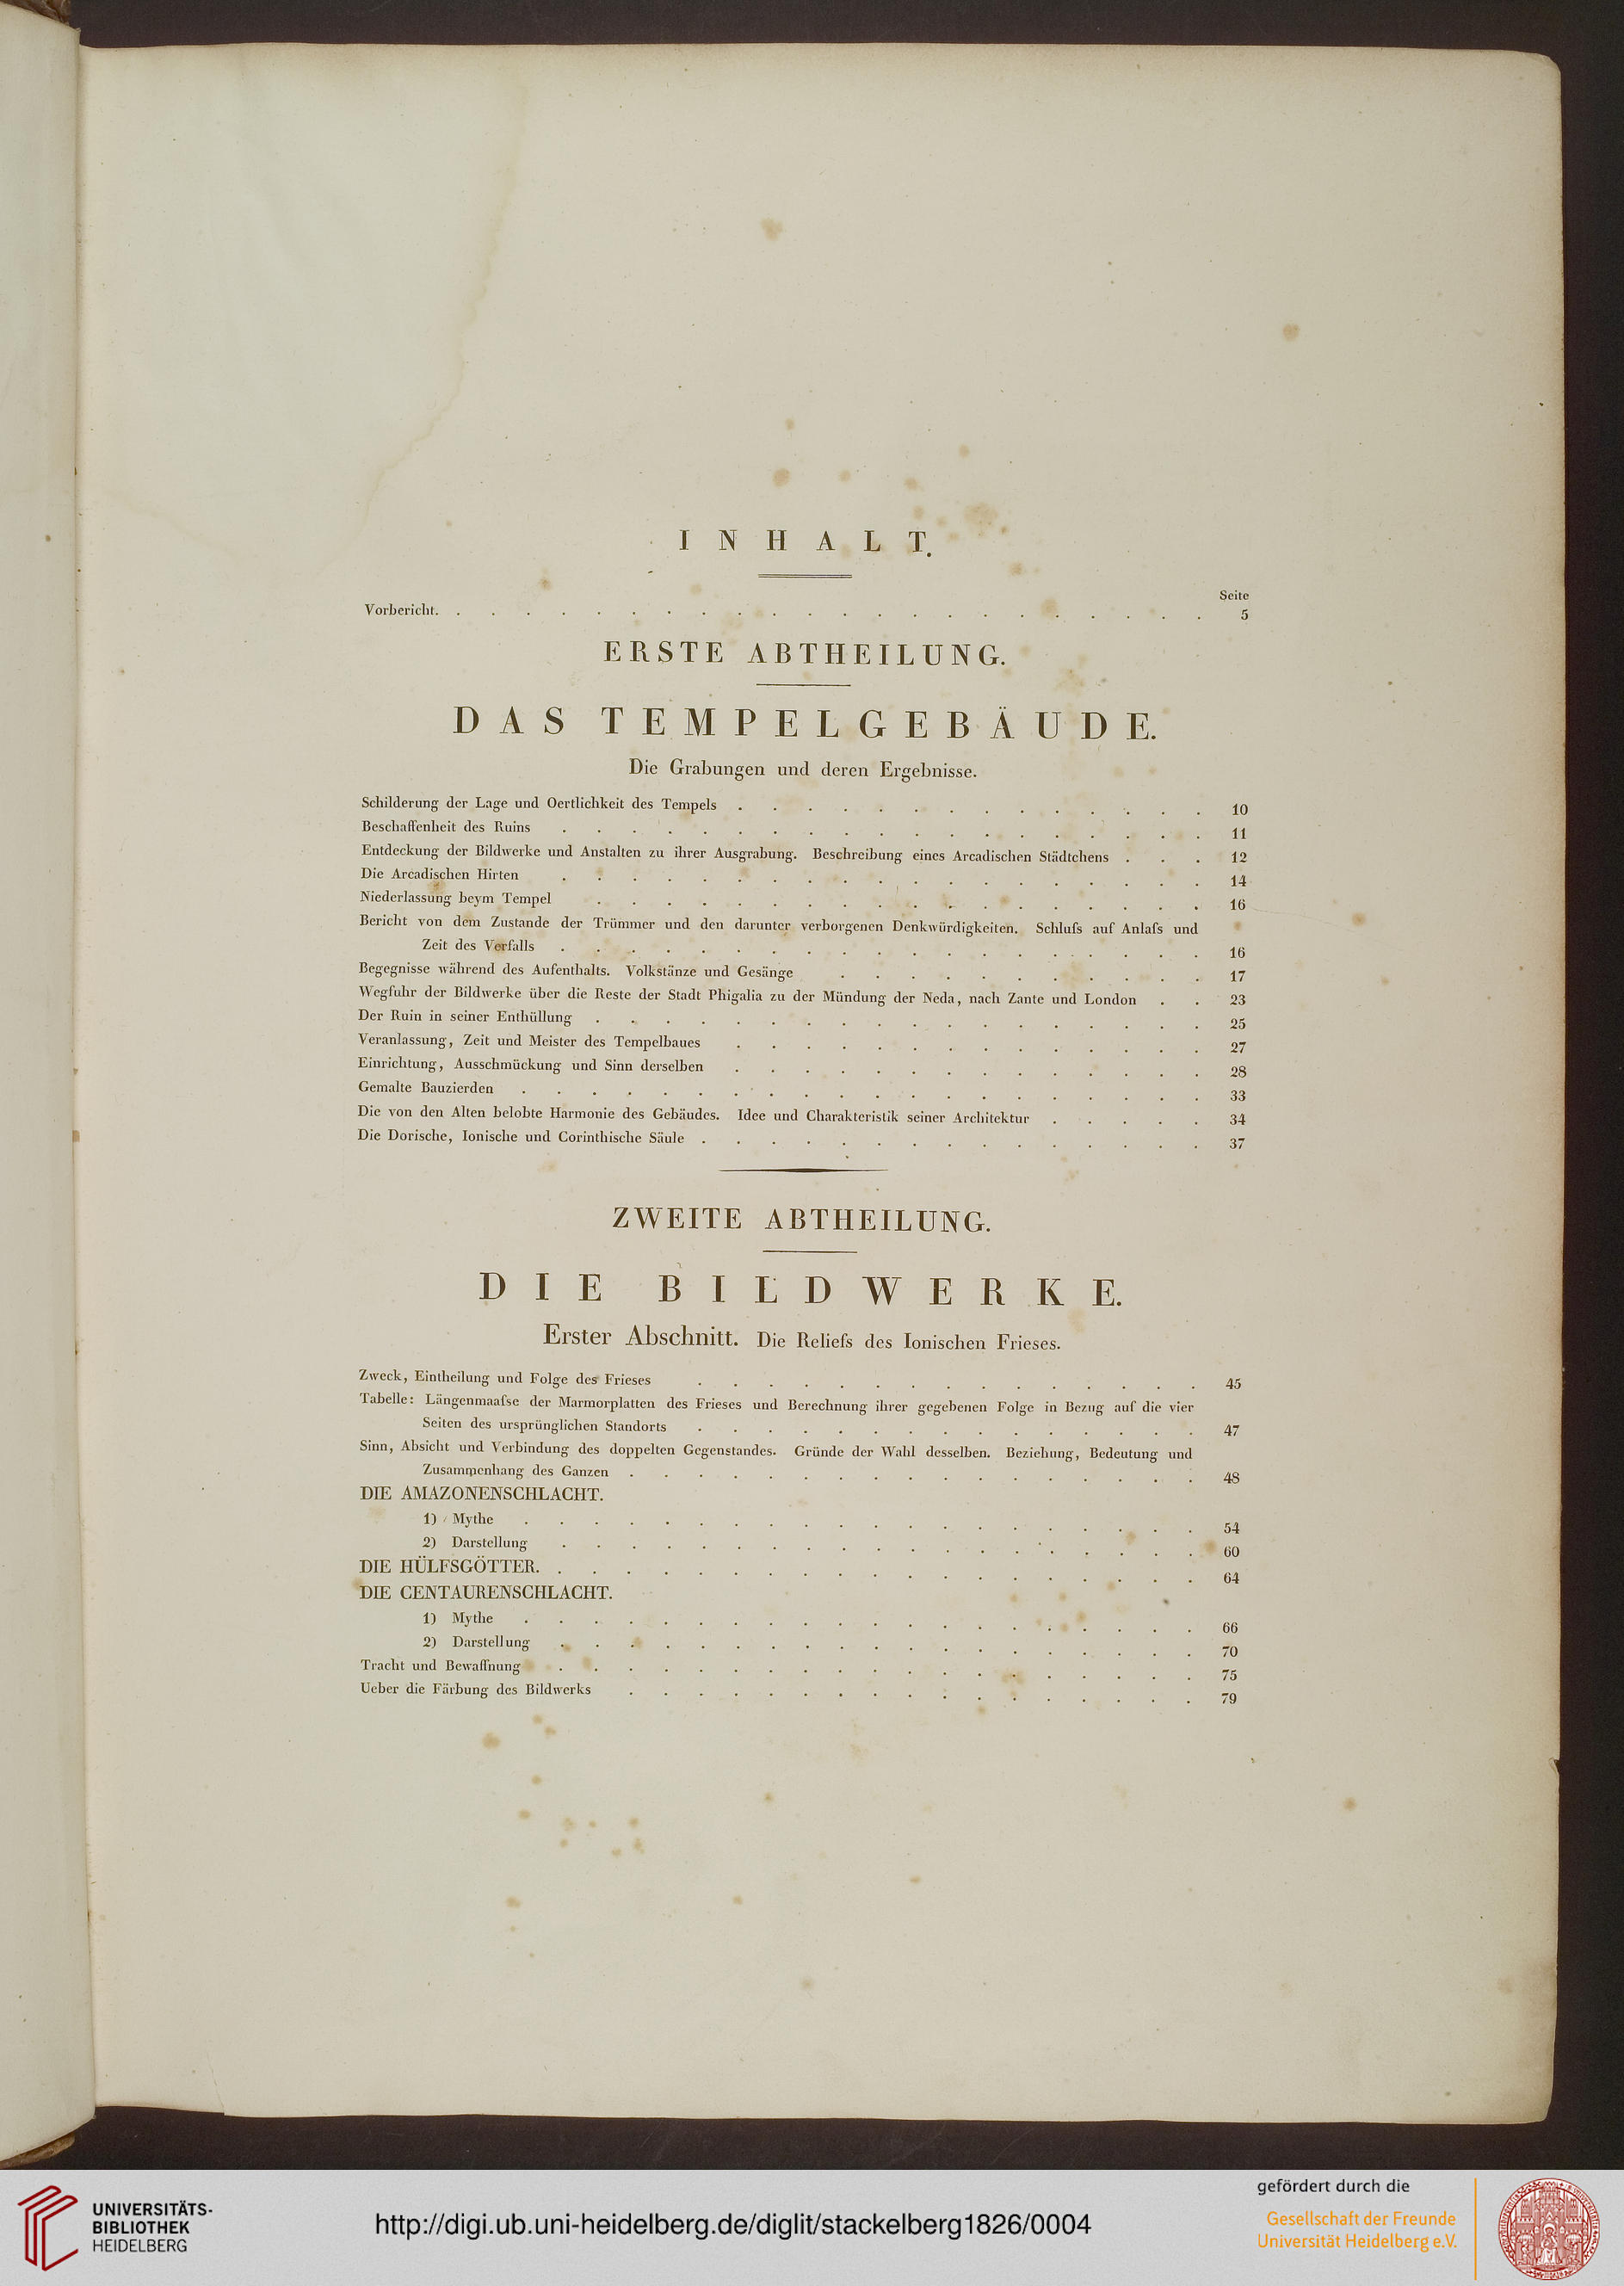 INHALT.
Seite
Vorbericht. 5
ERSTE ABTHEILUNG.
DAS TEMPELGEBÄUDE.
Die Grabungen und deren Ergebnisse.
Schilderung der Lage und Oertlichkeit des Tempels 10
Beschaffenheit des Ruins 11
Entdeckung der Bildwerke und Anstalten zu ihrer Ausgrabung. Beschreibung eines Arcadischen Städtchens 12
Die Arcadischen Hirten 14
Niederlassung beym Tempel 16
Bericht von dem Zustande der Trümmer und den darunter verborgenen Denkwürdigkeiten. Schluſs auf Anlaſs und
Zeit des Verfalls 16
Begegnisse während des Aufenthalts. Volkstänze und Gesänge 17
Wegfuhr der Bildwerke über die Reste der Stadt Phigalia zu der Mündung der Neda, nach Zante und London 23
Der Ruin in seiner Enthüllung 25
Veranlassung, Zeit und Meister des Tempelbaues 27
Einrichtung, Ausschmückung und Sinn derselben 28
Gemalte Bauzierden 33
Die von den Alten belobte Harmonie des Gebäudes. Idee und Charakteristik seiner Architektur 34
Die Dorische, Ionische und Corinthische Säule 37
ZWEITE ABTHEILUNG.
DIE BILDWERKE.
Erster Abschnitt. Die Reliefs des Ionischen Frieses.
Zweck, Eintheilung und Folge des Frieses 45
Tabelle: Längenmaaſse der Marmorplatten des Frieses und Berechnung ihrer gegebenen Folge in Bezug auf die vier
Seiten des ursprünglichen Standorts 47
Sinn, Absicht und Verbindung des doppelten Gegenstandes. Gründe der Wahl desselben. Beziehung, Bedeutung und
Zusammenhang des Ganzen 48
DIE AMAZONENSCHLACHT.
1) Mythe 54
2) Darstellung 60
DIE HÜLFSGÖTTER. 64
DIE CENTAURENSCHLACHT.
1) Mythe 66
2) Darstellung 70
Tracht und Bewaffnung 75
Ueber die Färbung des Bildwerks 79
UNIVERSITÄTS-
BIBLIOTHEK
HEIDELBERG
http://digi.ub.uni-heidelberg.de/diglit/stackelberg1826/0004
gefördert durch die
Gesellschaft der Freunde
Universität Heidelberg e.V.